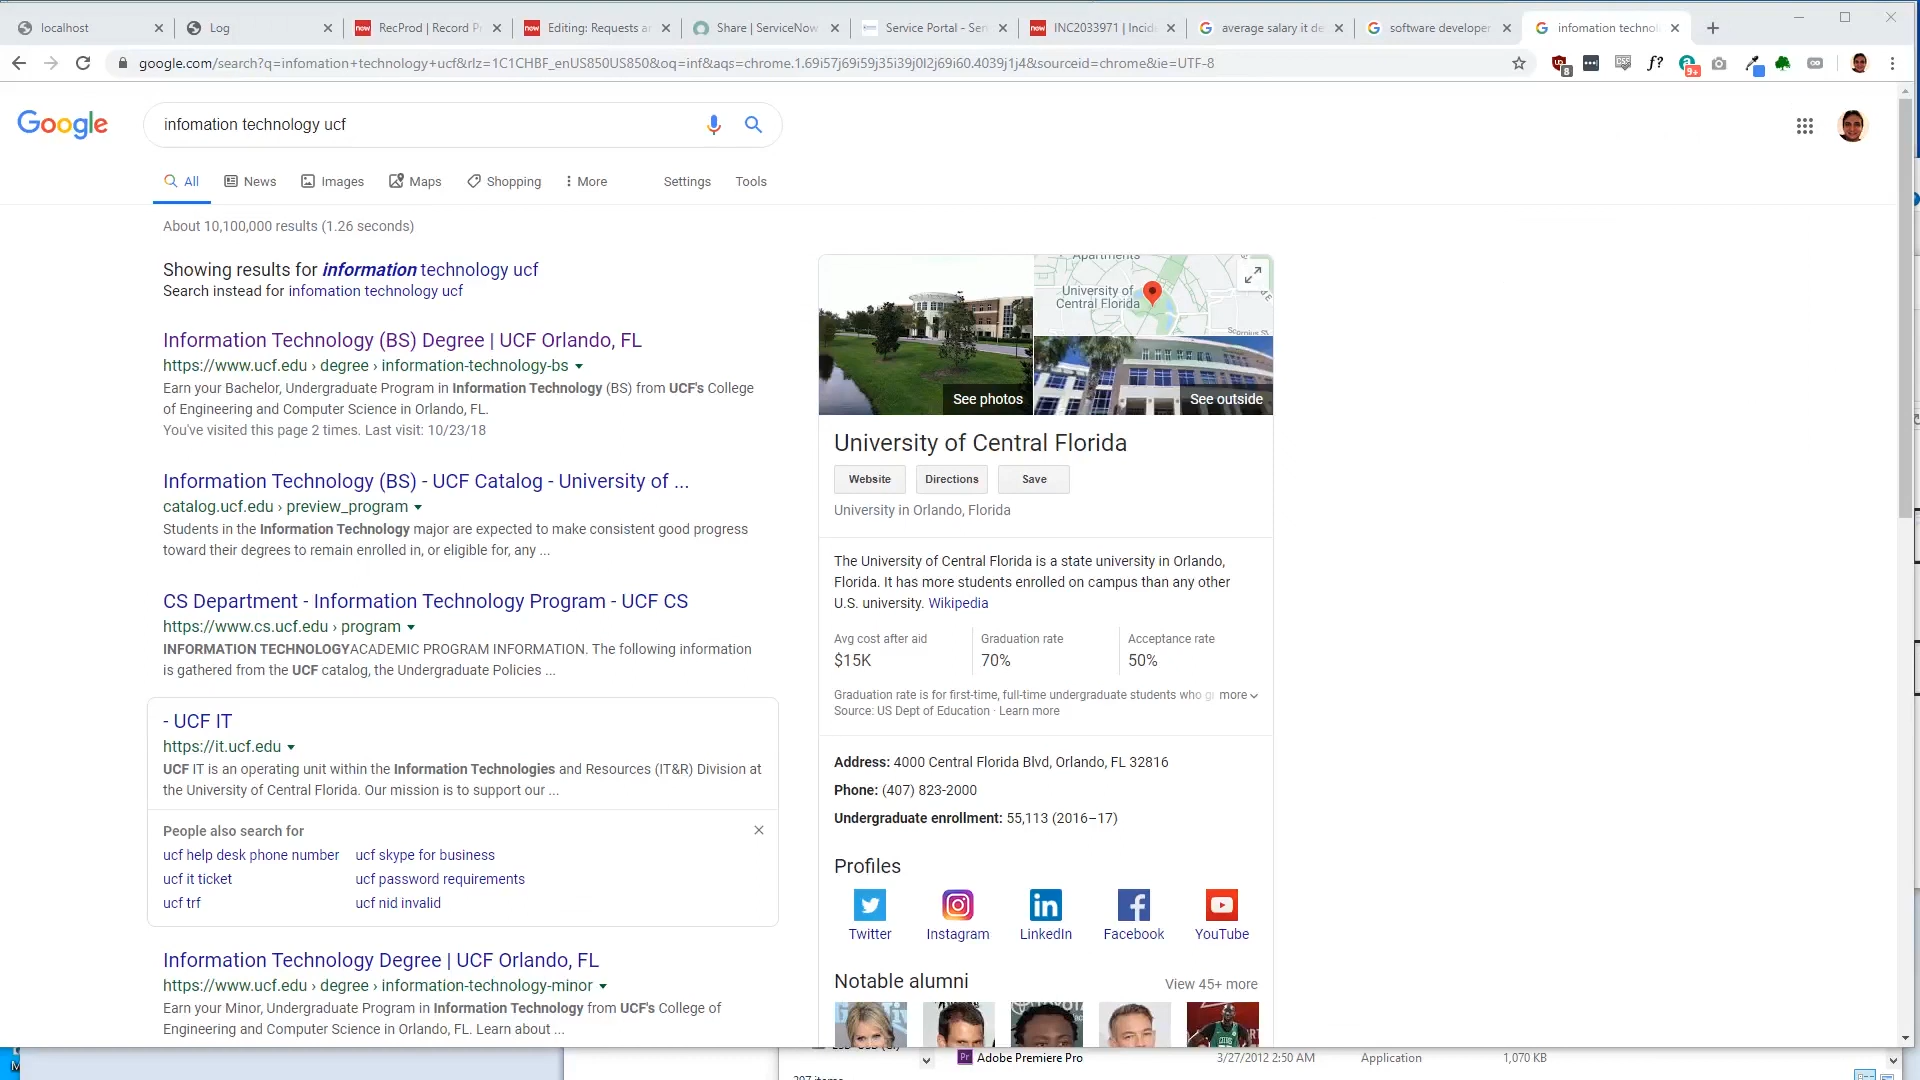 localhost
Log
RecProd | Record Pr
Editing: Requests ar
Share | ServiceNow
Service Portal - Serv
INC2033971 | Incid
average salary it de
software developer
infomation technol
google.com/search?q=infomation+technology+ucf&rlz=1C1CHBF_enUS850US850&oq=inf&aqs=chrome.1.69i57j69i59j35i39j0l2j69i60.4039j1j4&sourceid=chrome&ie=UTF-8
8
CSF
f?
9+
Google
infomation technology ucf
All
News
Images
Maps
Shopping
More
Settings
Tools
About 10,100,000 results (1.26 seconds)
Showing results for information technology ucf
Search instead for infomation technology ucf
Information Technology (BS) Degree | UCF Orlando, FL
https://www.ucf.edu › degree › information-technology-bs
Earn your Bachelor, Undergraduate Program in Information Technology (BS) from UCF's College
of Engineering and Computer Science in Orlando, FL.
You've visited this page 2 times. Last visit: 10/23/18
Information Technology (BS) - UCF Catalog - University of ...
catalog.ucf.edu › preview_program
Students in the Information Technology major are expected to make consistent good progress
toward their degrees to remain enrolled in, or eligible for, any ...
CS Department - Information Technology Program - UCF CS
https://www.cs.ucf.edu › program
INFORMATION TECHNOLOGYACADEMIC PROGRAM INFORMATION. The following information
is gathered from the UCF catalog, the Undergraduate Policies ...
- UCF IT
https://it.ucf.edu
UCF IT is an operating unit within the Information Technologies and Resources (IT&R) Division at
the University of Central Florida. Our mission is to support our ...
People also search for
ucf help desk phone number
ucf skype for business
ucf it ticket
ucf password requirements
ucf trf
ucf nid invalid
Information Technology Degree | UCF Orlando, FL
https://www.ucf.edu › degree › information-technology-minor
Earn your Minor, Undergraduate Program in Information Technology from UCF's College of
Engineering and Computer Science in Orlando, FL. Learn about ...
Apartments
University of
Central Florida
See photos
See outside
University of Central Florida
Website
Directions
Save
University in Orlando, Florida
The University of Central Florida is a state university in Orlando,
Florida. It has more students enrolled on campus than any other
U.S. university. Wikipedia
Avg cost after aid
Graduation rate
Acceptance rate
$15K
70%
50%
Graduation rate is for first-time, full-time undergraduate students who gr more
Source: US Dept of Education · Learn more
Address: 4000 Central Florida Blvd, Orlando, FL 32816
Phone: (407) 823-2000
Undergraduate enrollment: 55,113 (2016–17)
Profiles
Twitter
Instagram
LinkedIn
Facebook
YouTube
Notable alumni
View 45+ more
Pr
Adobe Premiere Pro
3/27/2012 2:50 AM
Application
1,070 KB